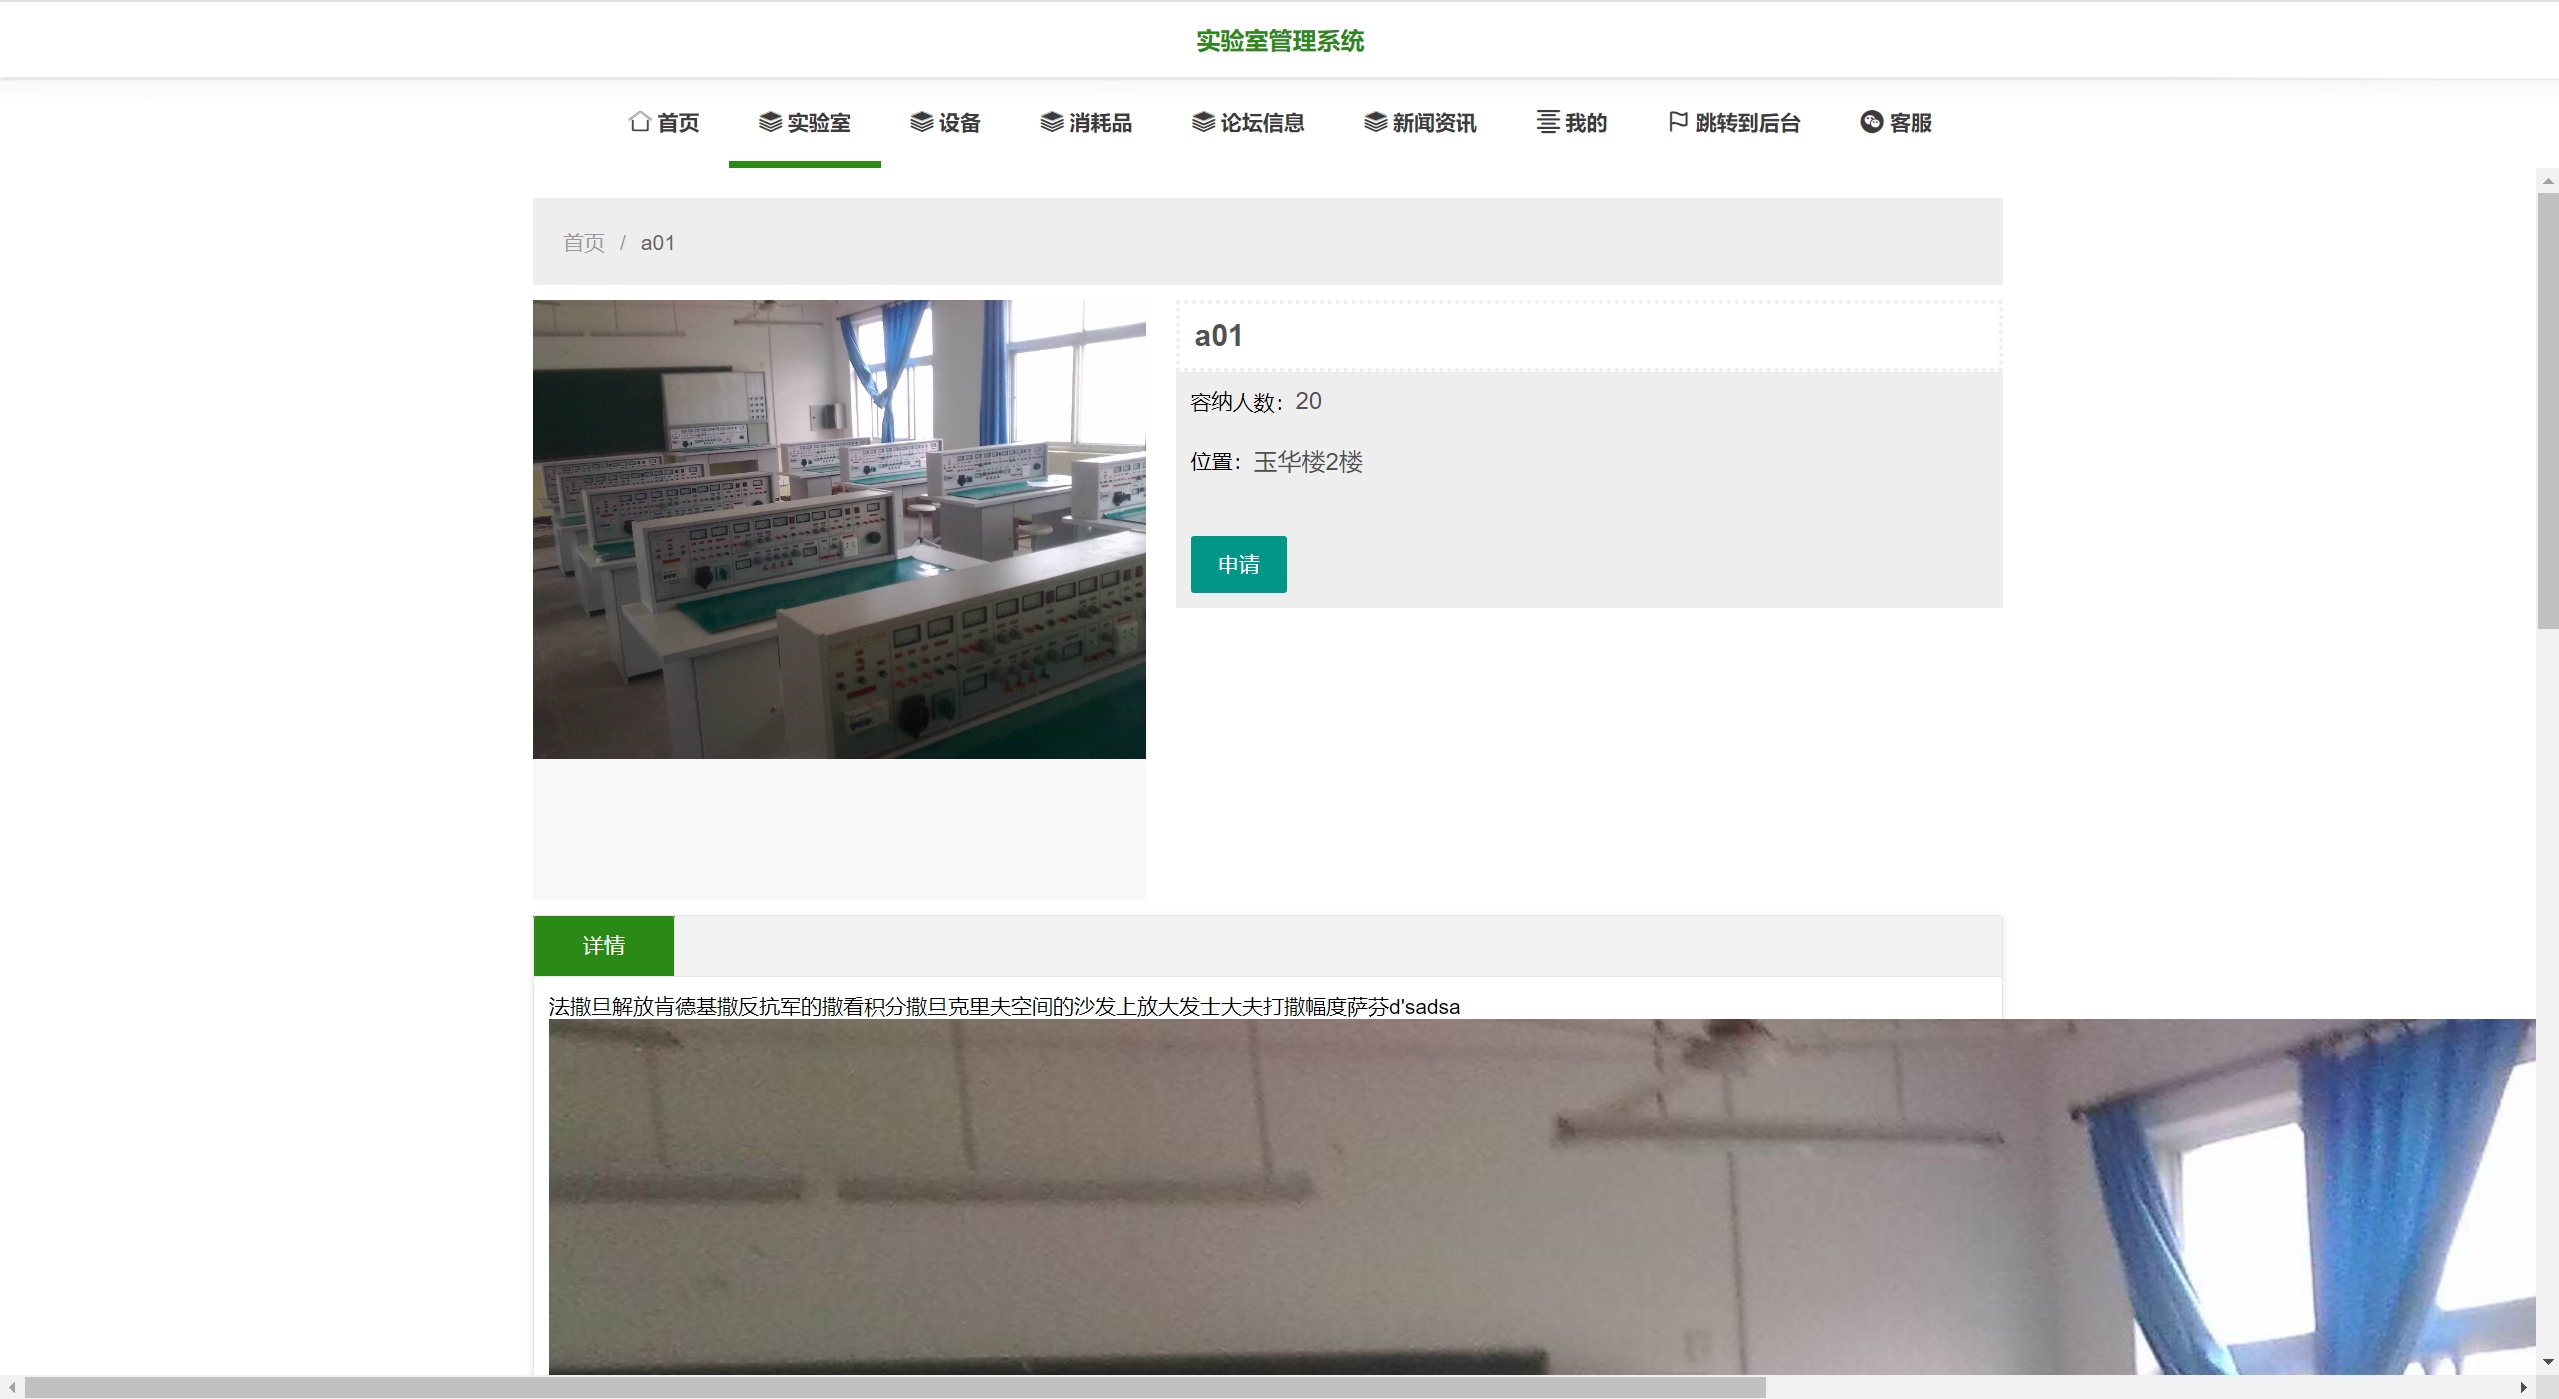 实验室管理系统
首页 实验室 设备 消耗品 论坛信息 新闻资讯 我的 跳转到后台 客服
首页 / a01
a01
容纳人数：20
位置：玉华楼2楼
申请
详情
法撒旦解放肯德基撒反抗军的撒看积分撒旦克里夫空间的沙发上放大发士大夫打撒幅度萨芬d'sadsa